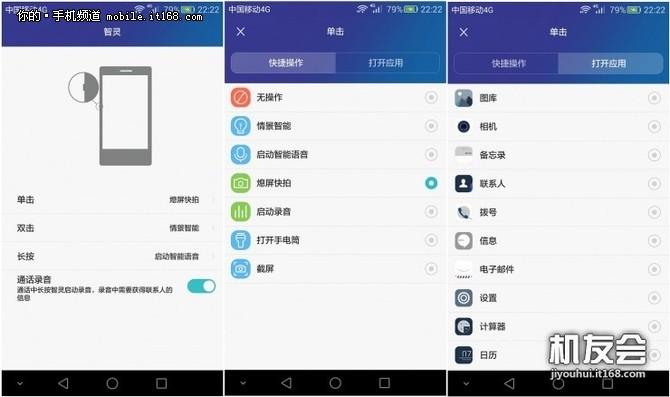 中国移动4G
4G 79% 22:22
你的·手机频道 mobile.it168.com
智灵
单击
熄屏快拍
双击
情景智能
长按
启动智能语音
通话录音
通话中长按智灵启动录音，录音中需要获得联系人的
信息
中国移动4G
4G 79% 22:22
单击
快捷操作
打开应用
无操作
情景智能
启动智能语音
熄屏快拍
启动录音
打开手电筒
截屏
中国移动4G
4G 79% 22:22
单击
快捷操作
打开应用
图库
相机
备忘录
联系人
拨号
信息
电子邮件
设置
计算器
日历
机友会
jiyouhui.it168.com